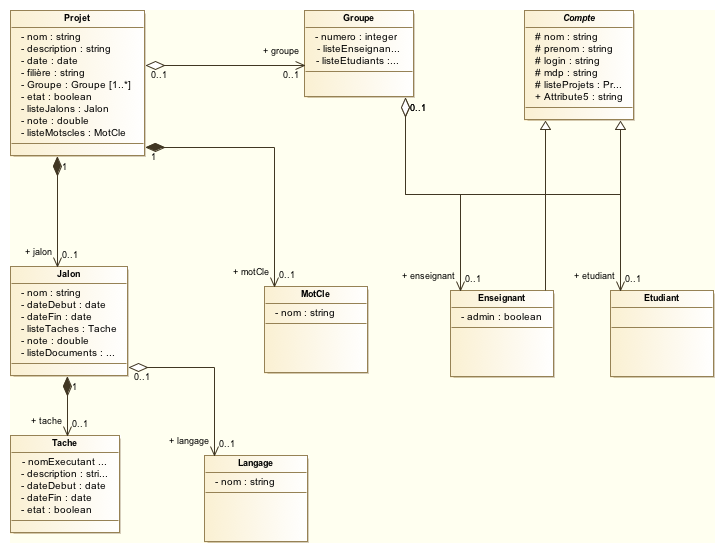 Projet
- nom : string
- description : string
- date : date
- filière : string
- Groupe : Groupe [1..*]
- etat : boolean
- listeJalons : Jalon
- note : double
- listeMotscles : MotCle
Groupe
- numero : integer
- listeEnseignan...
- listeEtudiants :...
Compte
# nom : string
# prenom : string
# login : string
# mdp : string
# listeProjets : Pr...
+ Attribute5 : string
+ groupe
0..1
0..1
0..1
1
1
+ jalon
0..1
+ motCle
0..1
+ enseignant
0..1
+ etudiant
0..1
Jalon
- nom : string
- dateDebut : date
- dateFin : date
- listeTaches : Tache
- note : double
- listeDocuments : ...
MotCle
- nom : string
Enseignant
- admin : boolean
Etudiant
0..1
1
+ tache
0..1
+ langage
0..1
Tache
- nomExecutant ...
- description : stri...
- dateDebut : date
- dateFin : date
- etat : boolean
Langage
- nom : string